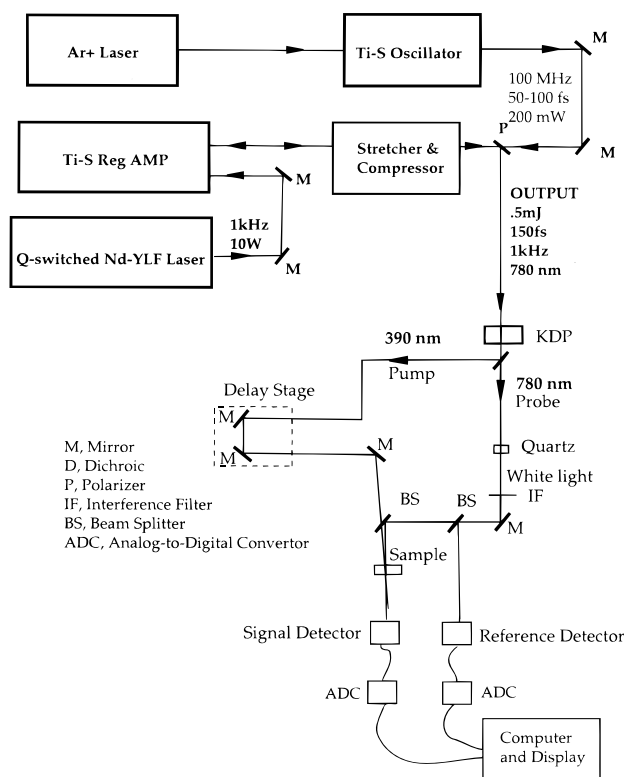 Ar+ Laser
Ti-S Oscillator
M
100 MHz
50-100 fs
200 mW
P
M
Ti-S Reg AMP
Stretcher &
Compressor
M
1kHz
10W
M
Q-switched Nd-YLF Laser
OUTPUT
.5mJ
150fs
1kHz
780 nm
KDP
390 nm
Pump
780 nm
Probe
Delay Stage
M
M
M
Quartz
White light
IF
M
BS
BS
M, Mirror
D, Dichroic
P, Polarizer
IF, Interference Filter
BS, Beam Splitter
ADC, Analog-to-Digital Convertor
Sample
Signal Detector
Reference Detector
ADC
ADC
Computer
and Display